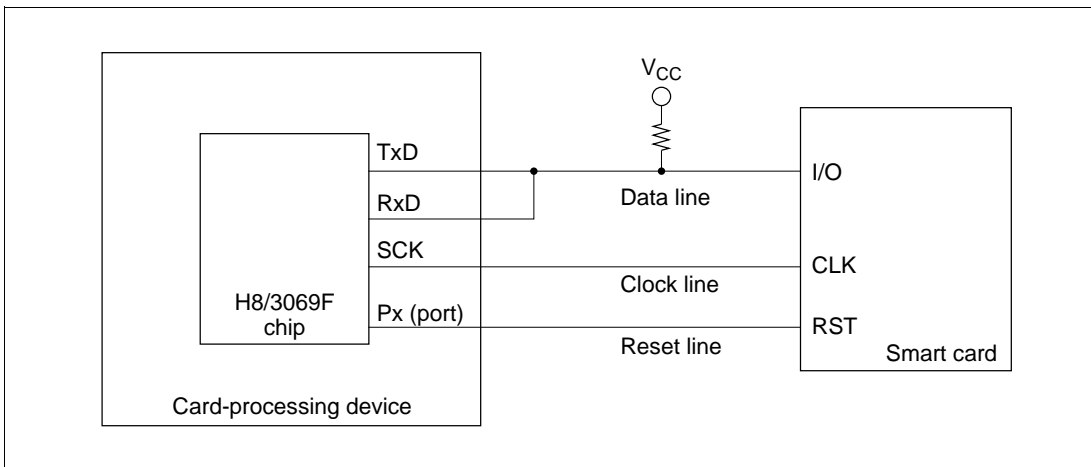 VCC
TxD
I/O
Data line
RxD
SCK
CLK
Clock line
H8/3069F
chip
Px (port)
RST
Reset line
Smart card
Card-processing device